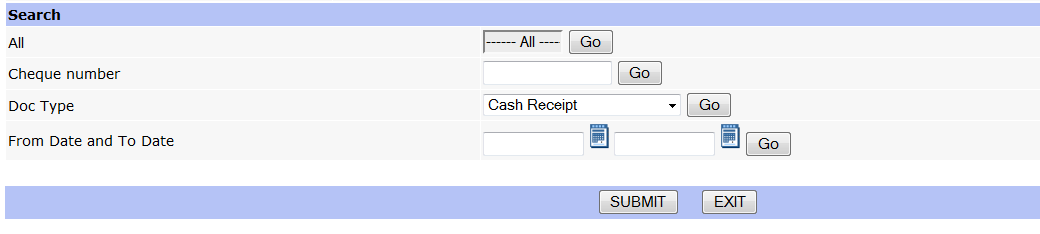 Search
All ------ All ---- Go
Cheque number Go
Doc Type Cash Receipt Go
From Date and To Date Go
SUBMIT EXIT